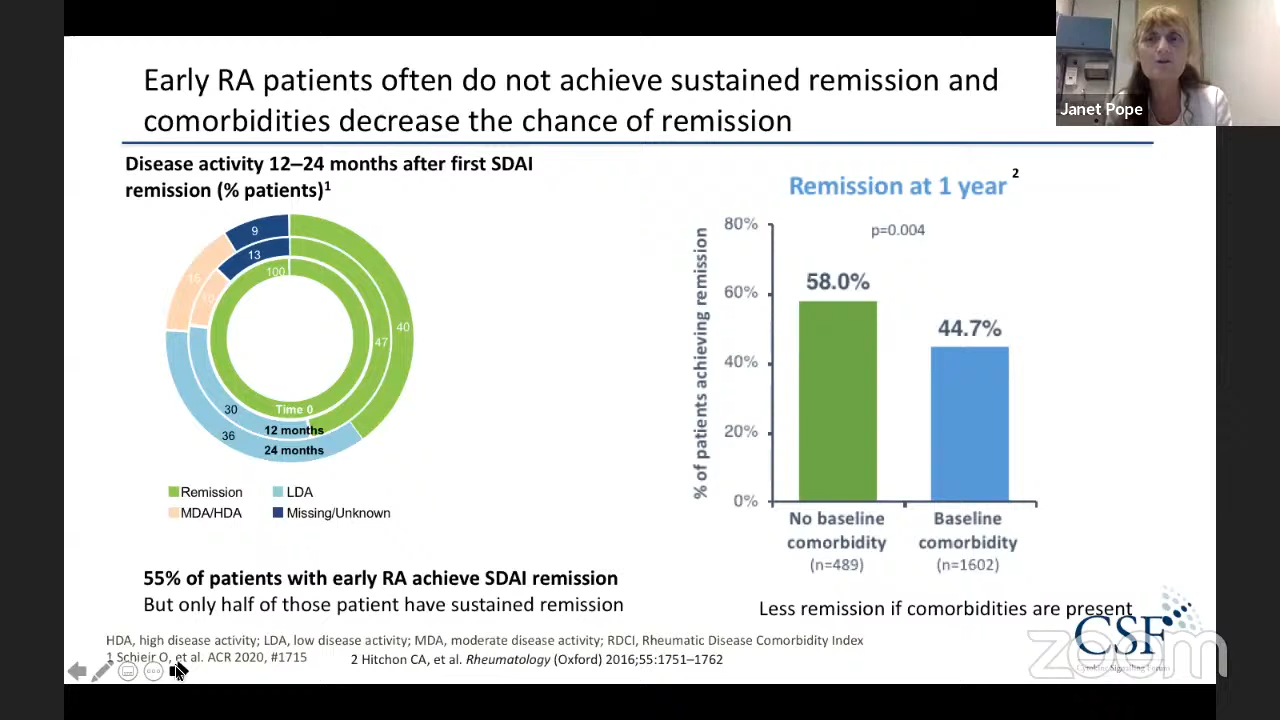 Early RA patients often do not achieve sustained remission and
comorbidities decrease the chance of remission
Janet Pope
Disease activity 12–24 months after first SDAI
remission (% patients)1
9
13
100
15
10
40
47
30
36
Time 0
12 months
24 months
Remission
LDA
MDA/HDA
Missing/Unknown
55% of patients with early RA achieve SDAI remission
But only half of those patient have sustained remission
Remission at 1 year 2
p=0.004
% of patients achieving remission
80%
60%
40%
20%
0%
58.0%
44.7%
No baseline
comorbidity
(n=489)
Baseline
comorbidity
(n=1602)
Less remission if comorbidities are present
HDA, high disease activity; LDA, low disease activity; MDA, moderate disease activity; RDCI, Rheumatic Disease Comorbidity Index
1 Schieir O, et al. ACR 2020, #1715
2 Hitchon CA, et al. Rheumatology (Oxford) 2016;55:1751–1762
CSF
Cytokine Signalling Forum
zoom